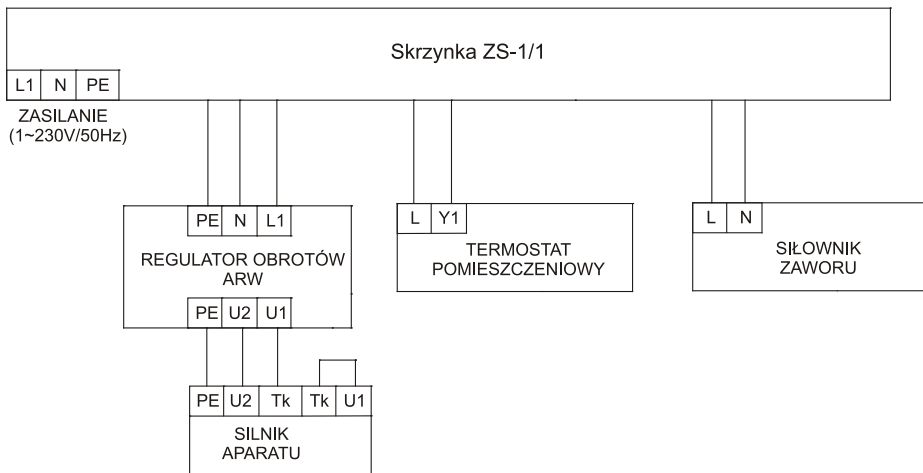 Skrzynka ZS-1/1
L1 N PE
ZASILANIE
(1~230V/50Hz)
PE N L1
REGULATOR OBROTÓW
ARW
PE U2 U1
L Y1
TERMOSTAT
POMIESZCZENIOWY
L N
SIŁOWNIK
ZAWORU
PE U2 Tk Tk U1
SILNIK
APARATU